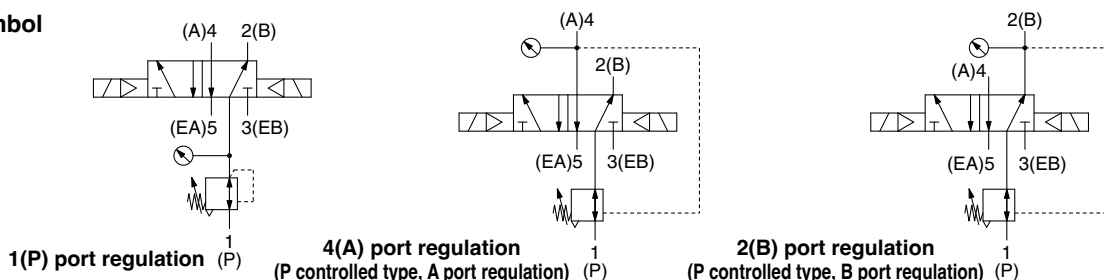 nbol
(A)4 2(B)
(EA)5 3(EB)
1
(P)
1(P) port regulation
(A)4
2(B)
(EA)5 3(EB)
1
(P)
4(A) port regulation
(P controlled type, A port regulation)
2(B)
(A)4
(EA)5 3(EB)
1
(P)
2(B) port regulation
(P controlled type, B port regulation)